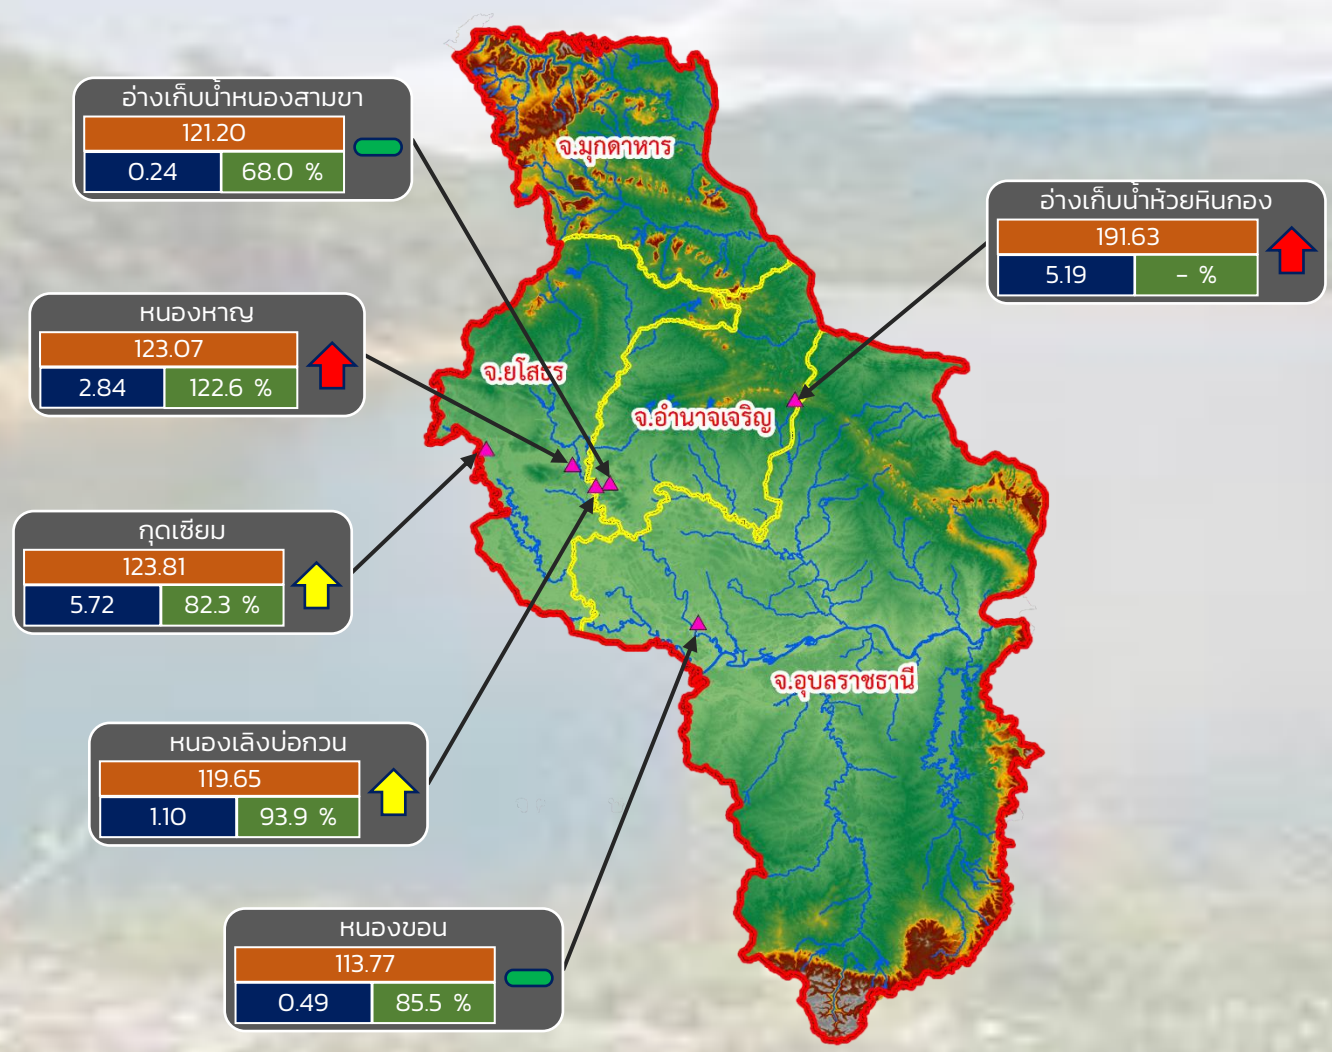 อ่างเก็บน้ำหนองสามขา
121.20
0.24 68.0 %
จ.มุกดาหาร
อ่างเก็บน้ำห้วยหินกอง
191.63
5.19 - %
หนองหาญ
123.07
2.84 122.6 %
จ.ยโสธร
จ.อำนาจเจริญ
กุดเซียม
123.81
5.72 82.3 %
จ.อุบลราชธานี
หนองเลิงบ่อกวน
119.65
1.10 93.9 %
หนองขอน
113.77
0.49 85.5 %